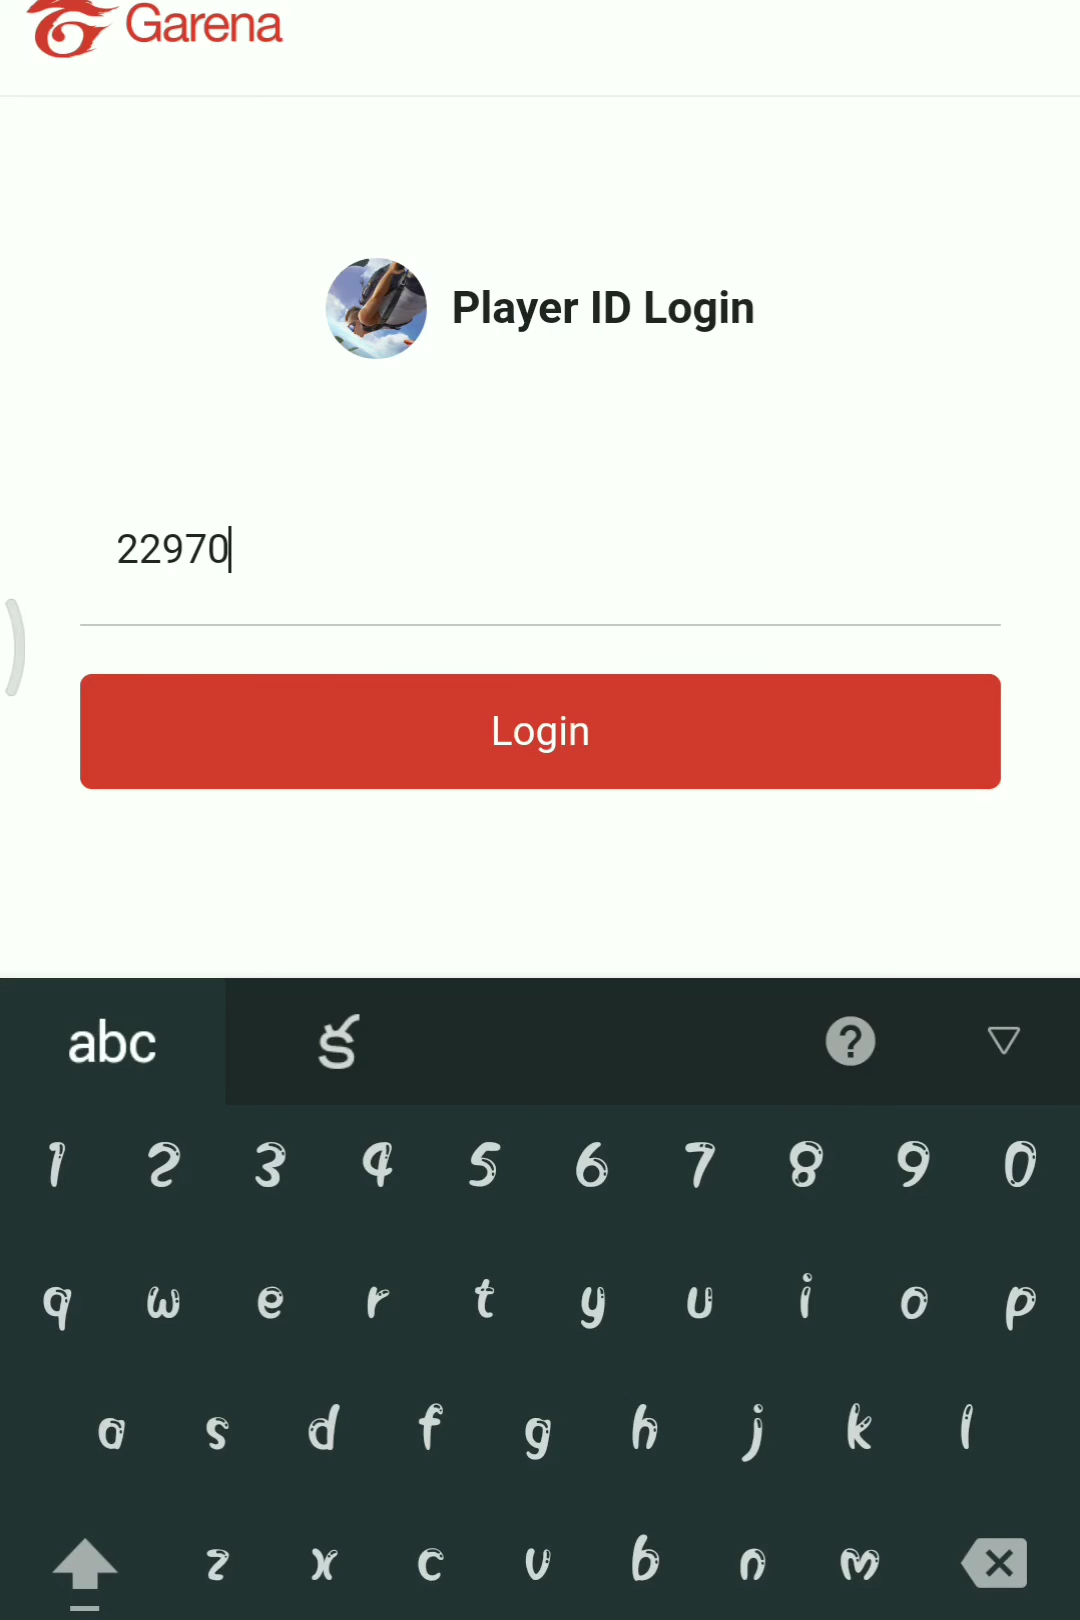 Garena
Player ID Login
22970
Login
abc క ?
1 2 3 4 5 6 7 8 9 0
q w e r t y u i o p
a s d f g h j k l
z x c v b n m